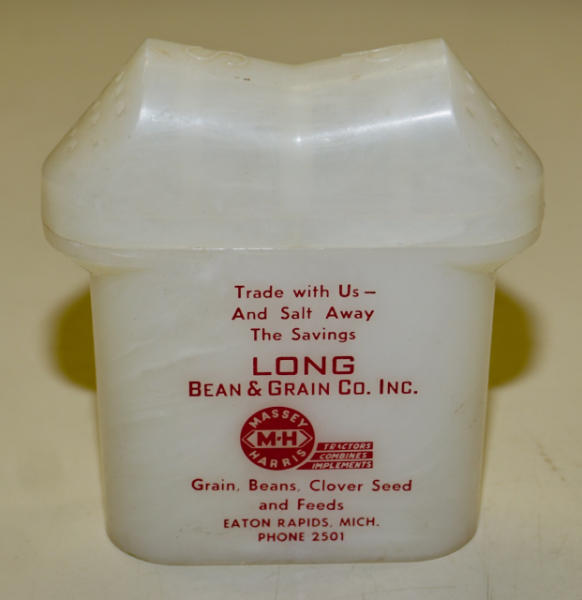 S S
Trade with Us —
And Salt Away
The Savings
LONG
BEAN & GRAIN CO. INC.
MASSEY
M-H
HARRIS
TRACTORS
COMBINES
IMPLEMENTS
Grain, Beans, Clover Seed
and Feeds
EATON RAPIDS, MICH.
PHONE 2501